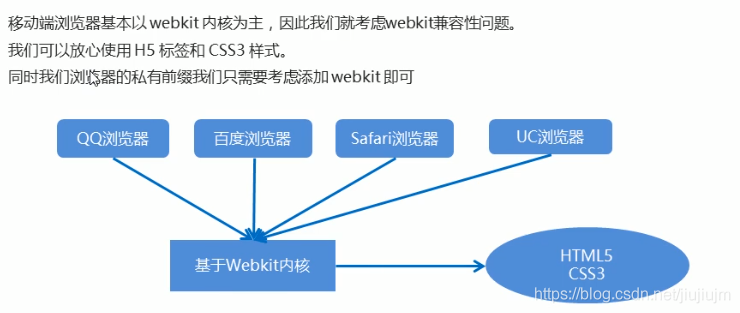 移动端浏览器基本以 webkit 内核为主，因此我们就考虑webkit兼容性问题。
我们可以放心使用 H5 标签和 CSS3 样式。
同时我们浏览器的私有前缀我们只需要考虑添加 webkit 即可
QQ浏览器
百度浏览器
Safari浏览器
UC浏览器
基于Webkit内核
HTML5
CSS3
https://blog.csdn.net/jiujiujm